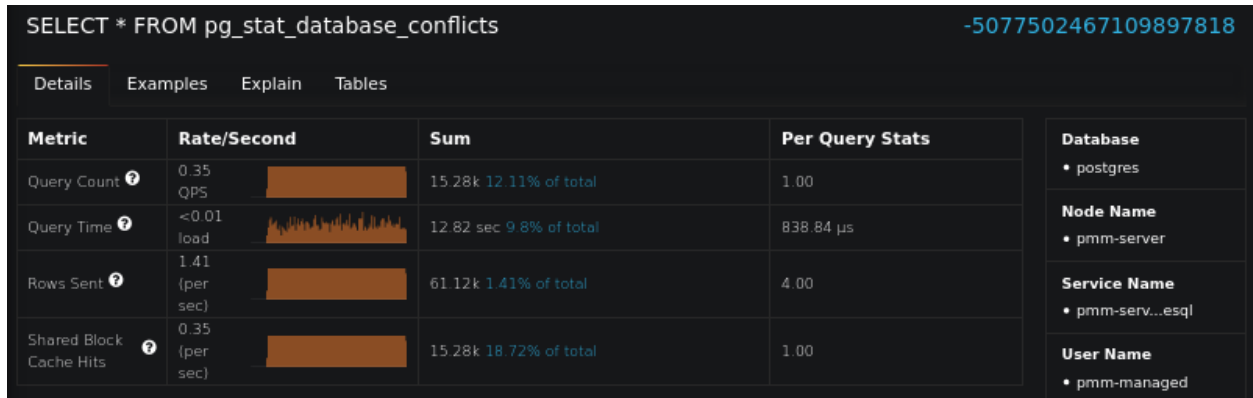 SELECT * FROM pg_stat_database_conflicts -5077502467109897818
Details Examples Explain Tables
Metric Rate/Second Sum Per Query Stats
Query Count ? 0.35 QPS 15.28k 12.11% of total 1.00
Query Time ? <0.01 load 12.82 sec 9.8% of total 838.84 µs
Rows Sent ? 1.41 (per sec) 61.12k 1.41% of total 4.00
Shared Block Cache Hits ? 0.35 (per sec) 15.28k 18.72% of total 1.00
Database
• postgres
Node Name
• pmm-server
Service Name
• pmm-serv...esql
User Name
• pmm-managed